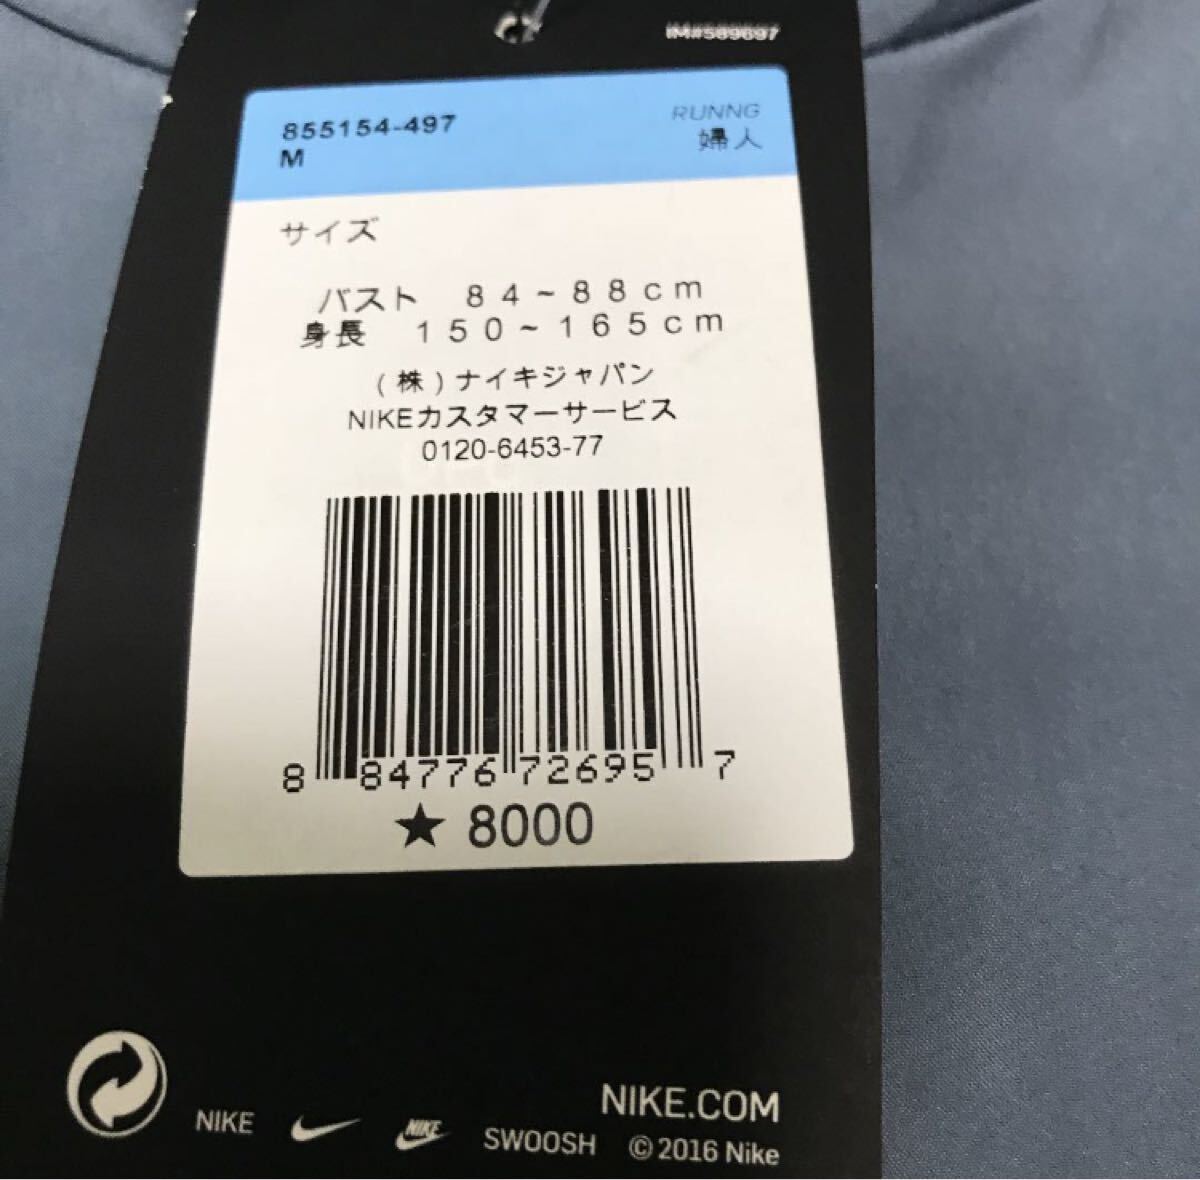 IM#589697
855154-497
RUNNG
M
婦人
サイズ
バスト 84~88cm
身長 150~165cm
(株)ナイキジャパン
NIKEカスタマーサービス
0120-6453-77
8 84776 72695 7
★ 8000
NIKE.COM
NIKE NIKE SWOOSH © 2016 Nike